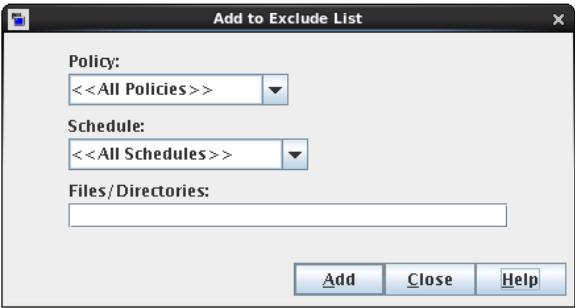 Add to Exclude List
Policy:
<<All Policies>>
Schedule:
<<All Schedules>>
Files/Directories:
Add Close Help